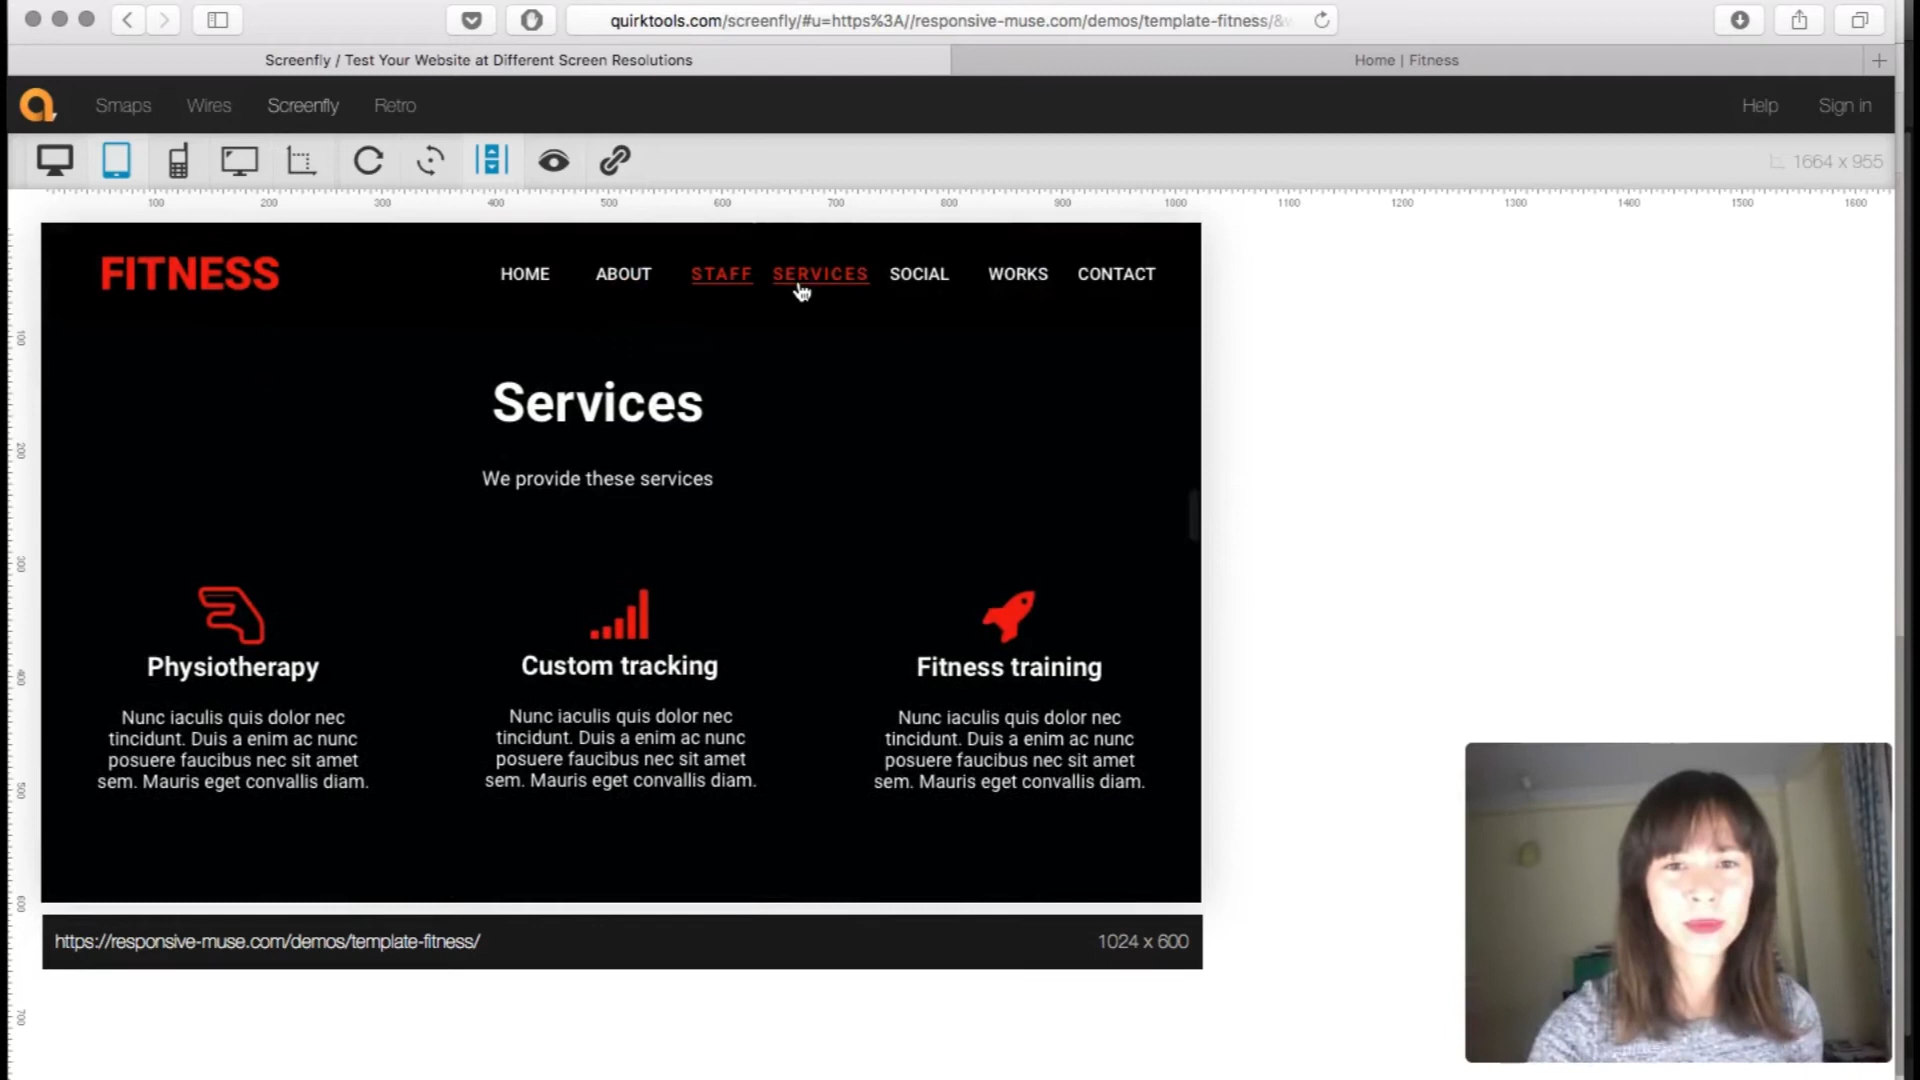 quirktools.com/screenfly/#u=https%3A//responsive-muse.com/demos/template-fitness/&
Screenfly / Test Your Website at Different Screen Resolutions
Home | Fitness
Smaps Wires Screenfly Retro Help Sign in
1664 x 955
100 200 300 400 500 600 700 800 900 1000 1100 1200 1300 1400 1500 1600
FITNESS HOME ABOUT STAFF SERVICES SOCIAL WORKS CONTACT
100
Services
200
We provide these services
300
Physiotherapy Custom tracking Fitness training
400
Nunc iaculis quis dolor nec Nunc iaculis quis dolor nec Nunc iaculis quis dolor nec
tincidunt. Duis a enim ac nunc tincidunt. Duis a enim ac nunc tincidunt. Duis a enim ac nunc
posuere faucibus nec sit amet posuere faucibus nec sit amet posuere faucibus nec sit amet
sem. Mauris eget convallis diam. sem. Mauris eget convallis diam. sem. Mauris eget convallis diam.
500
600
https://responsive-muse.com/demos/template-fitness/ 1024 x 600
700